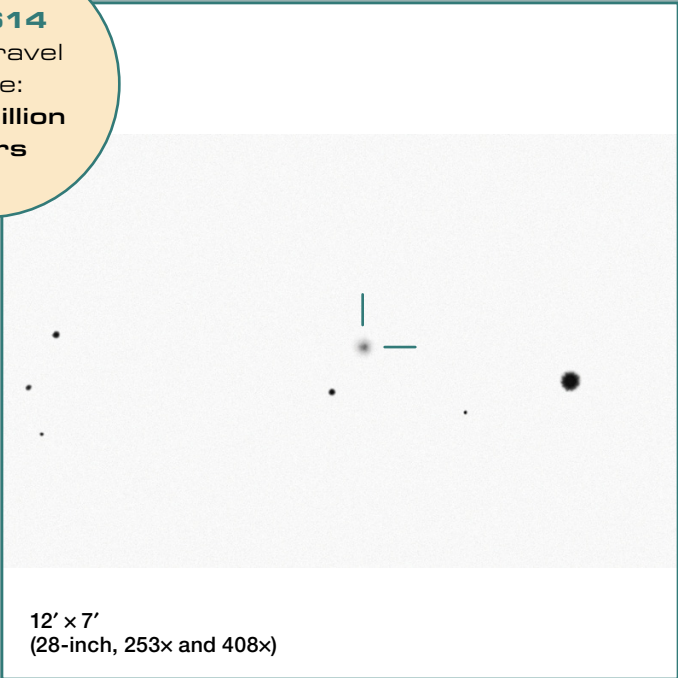 614
ravel
e:
illion
rs
12′ × 7′
(28-inch, 253× and 408×)